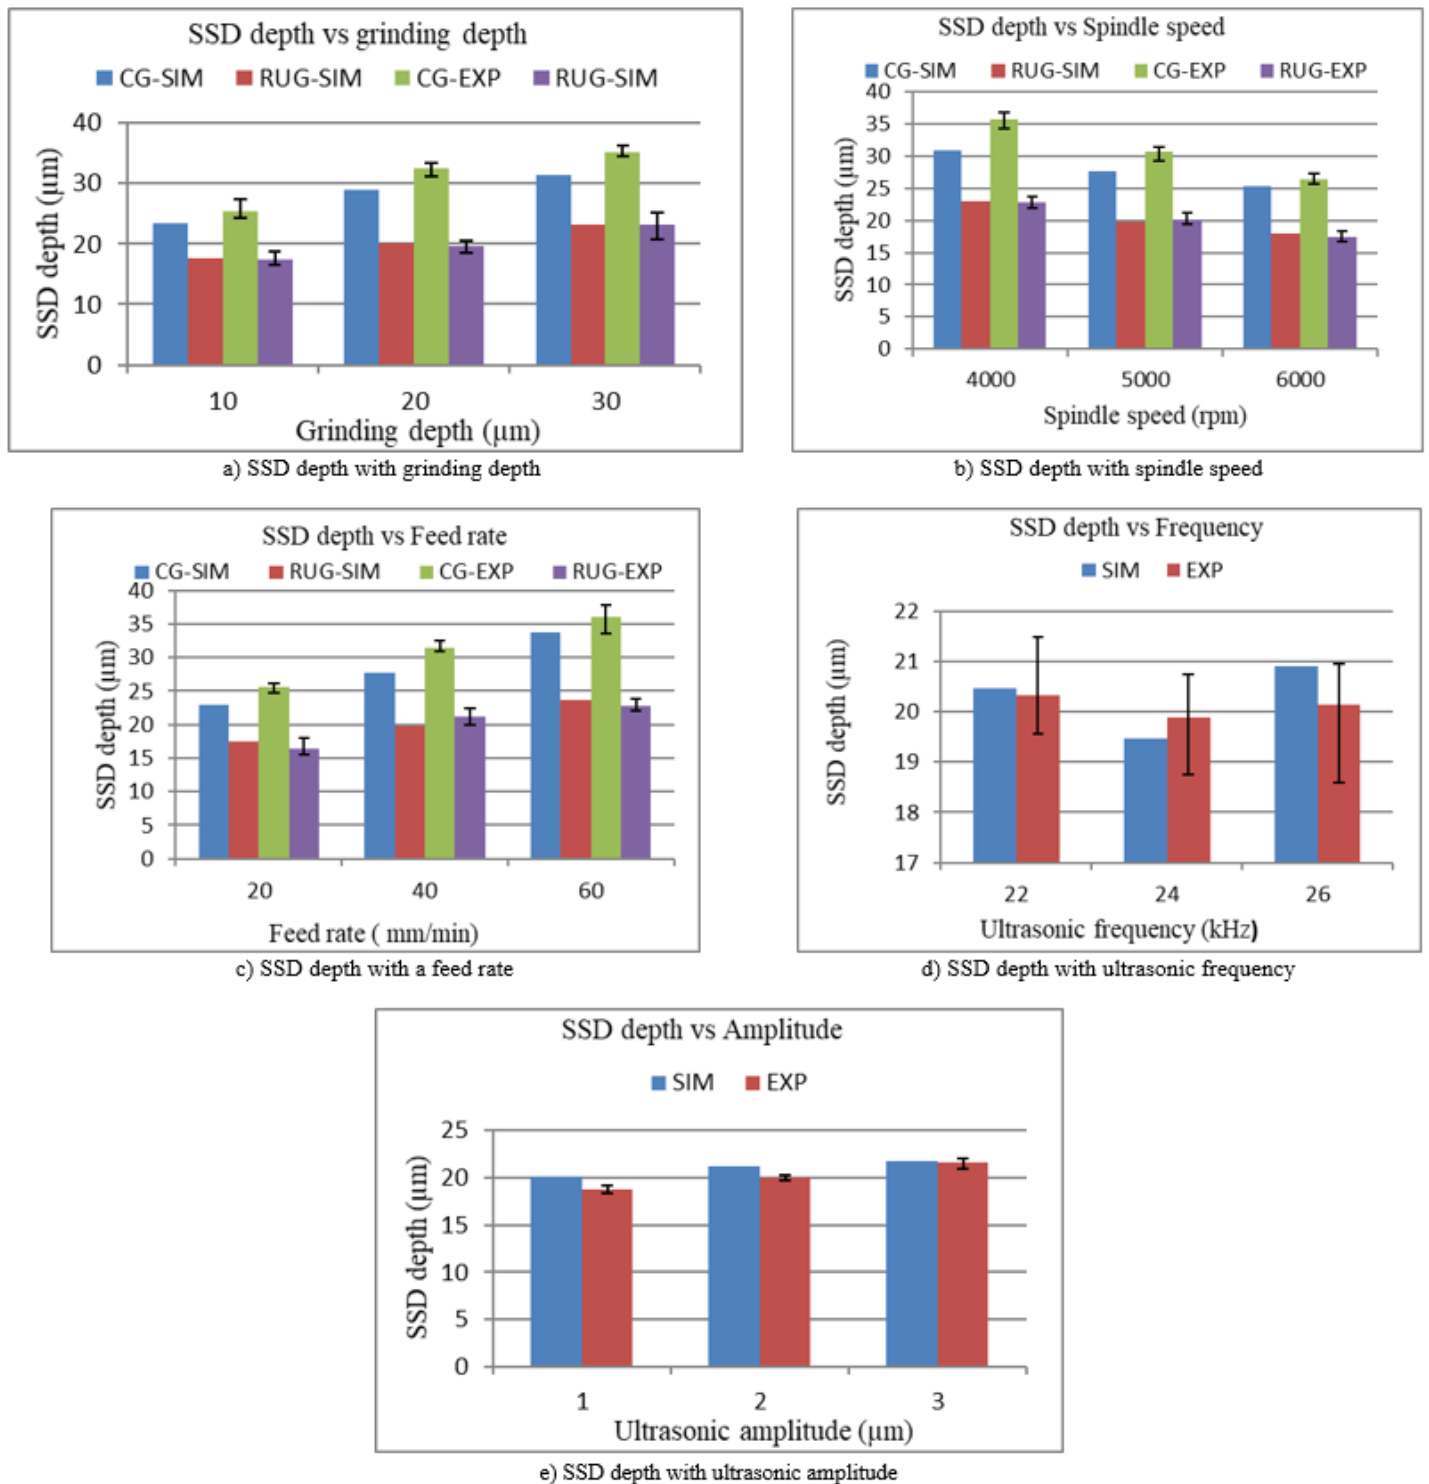 SSD depth vs grinding depth
CG-SIM RUG-SIM CG-EXP RUG-SIM
40
30
20
10
0
SSD depth (µm)
10 20 30
Grinding depth (µm)
a) SSD depth with grinding depth
SSD depth vs Spindle speed
CG-SIM RUG-SIM CG-EXP RUG-EXP
40
35
30
25
20
15
10
5
0
SSD depth (µm)
4000 5000 6000
Spindle speed (rpm)
b) SSD depth with spindle speed
SSD depth vs Feed rate
CG-SIM RUG-SIM CG-EXP RUG-EXP
40
35
30
25
20
15
10
5
0
SSD depth (µm)
20 40 60
Feed rate ( mm/min)
c) SSD depth with a feed rate
SSD depth vs Frequency
SIM EXP
22
21
20
19
18
17
SSD depth (µm)
22 24 26
Ultrasonic frequency (kHz)
d) SSD depth with ultrasonic frequency
SSD depth vs Amplitude
SIM EXP
25
20
15
10
5
0
SSD depth (µm)
1 2 3
Ultrasonic amplitude (µm)
e) SSD depth with ultrasonic amplitude